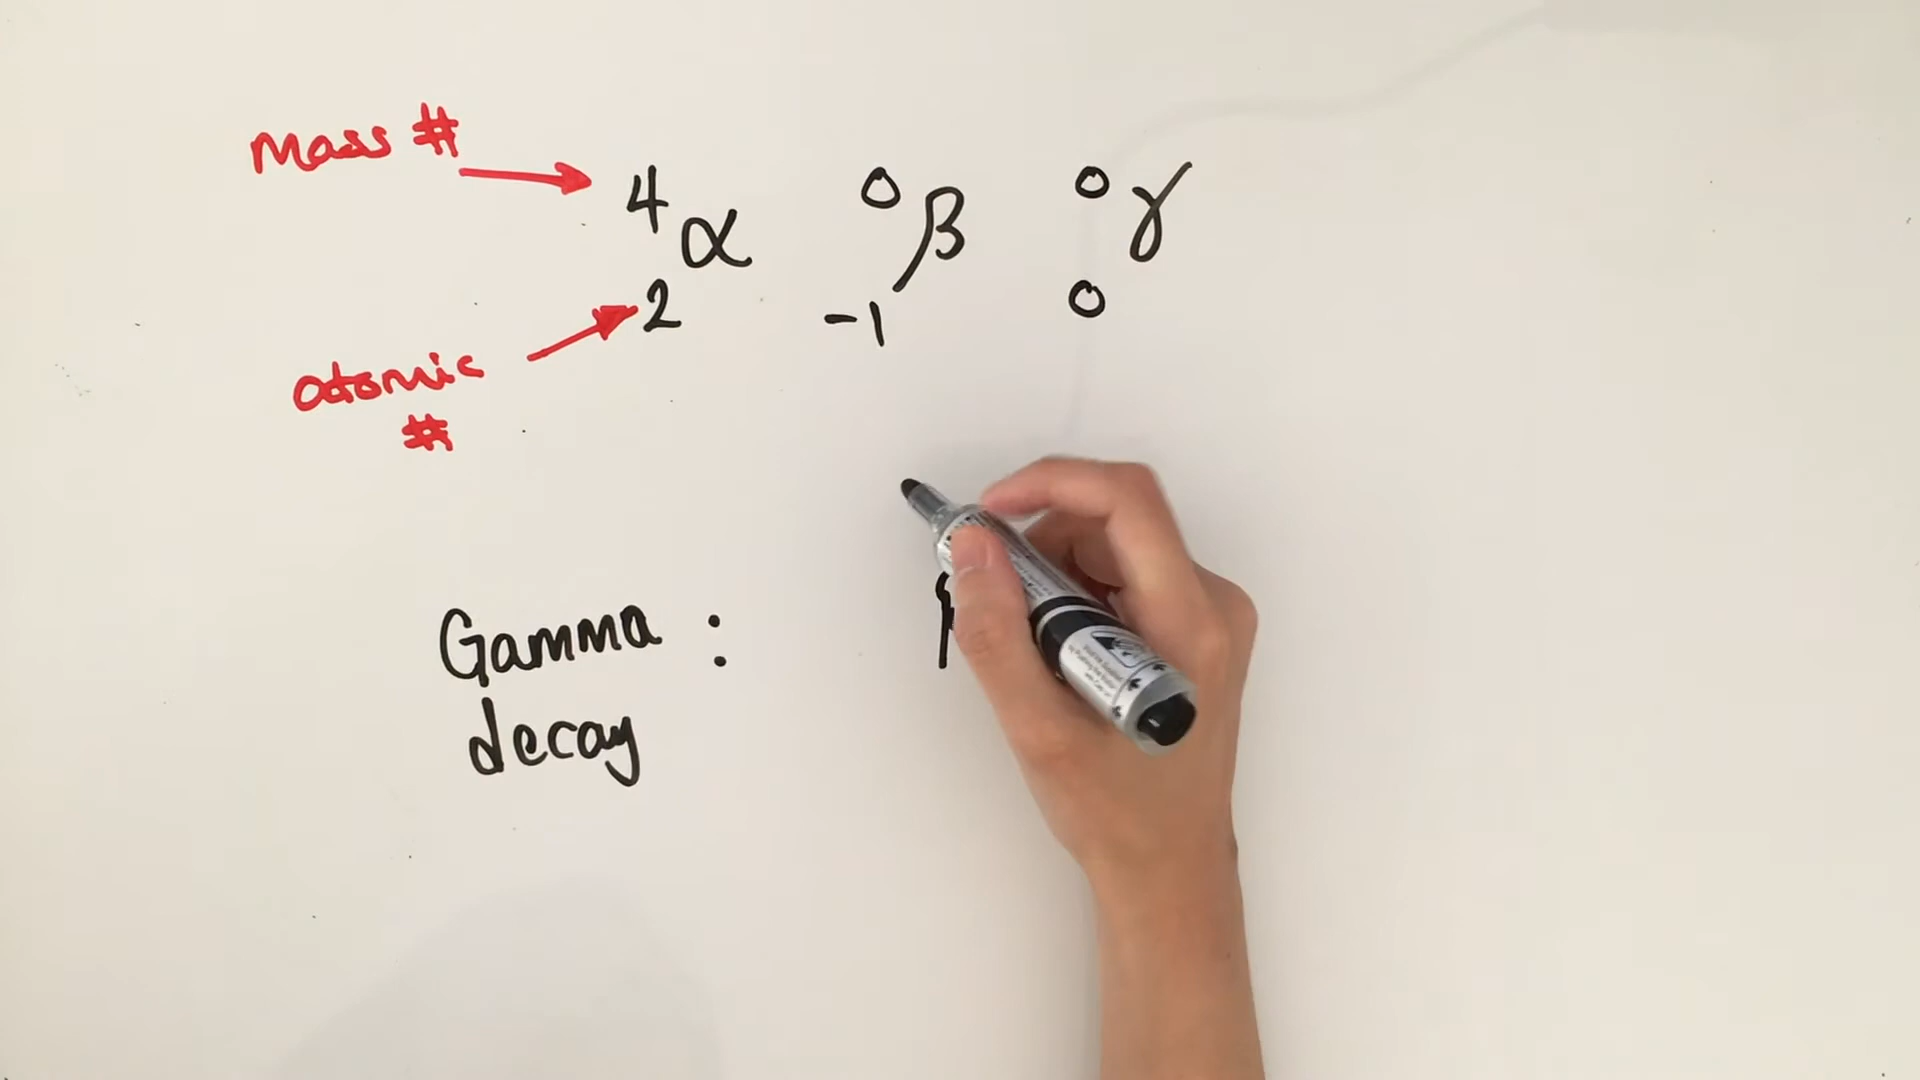 Mass #
4 α 2
0 β -1
0 γ 0
atomic
#
Gamma :
decay